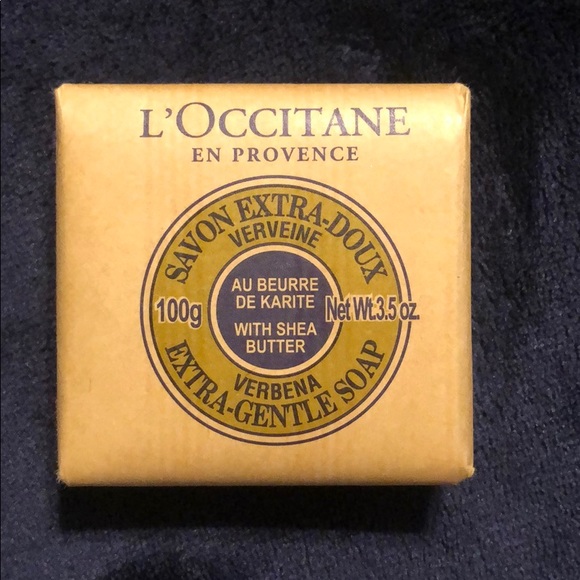 L'OCCITANE
EN PROVENCE
SAVON EXTRA-DOUX
VERVEINE
100g
AU BEURRE
DE KARITE
WITH SHEA
BUTTER
Net Wt.3.5 oz.
VERBENA
EXTRA-GENTLE SOAP